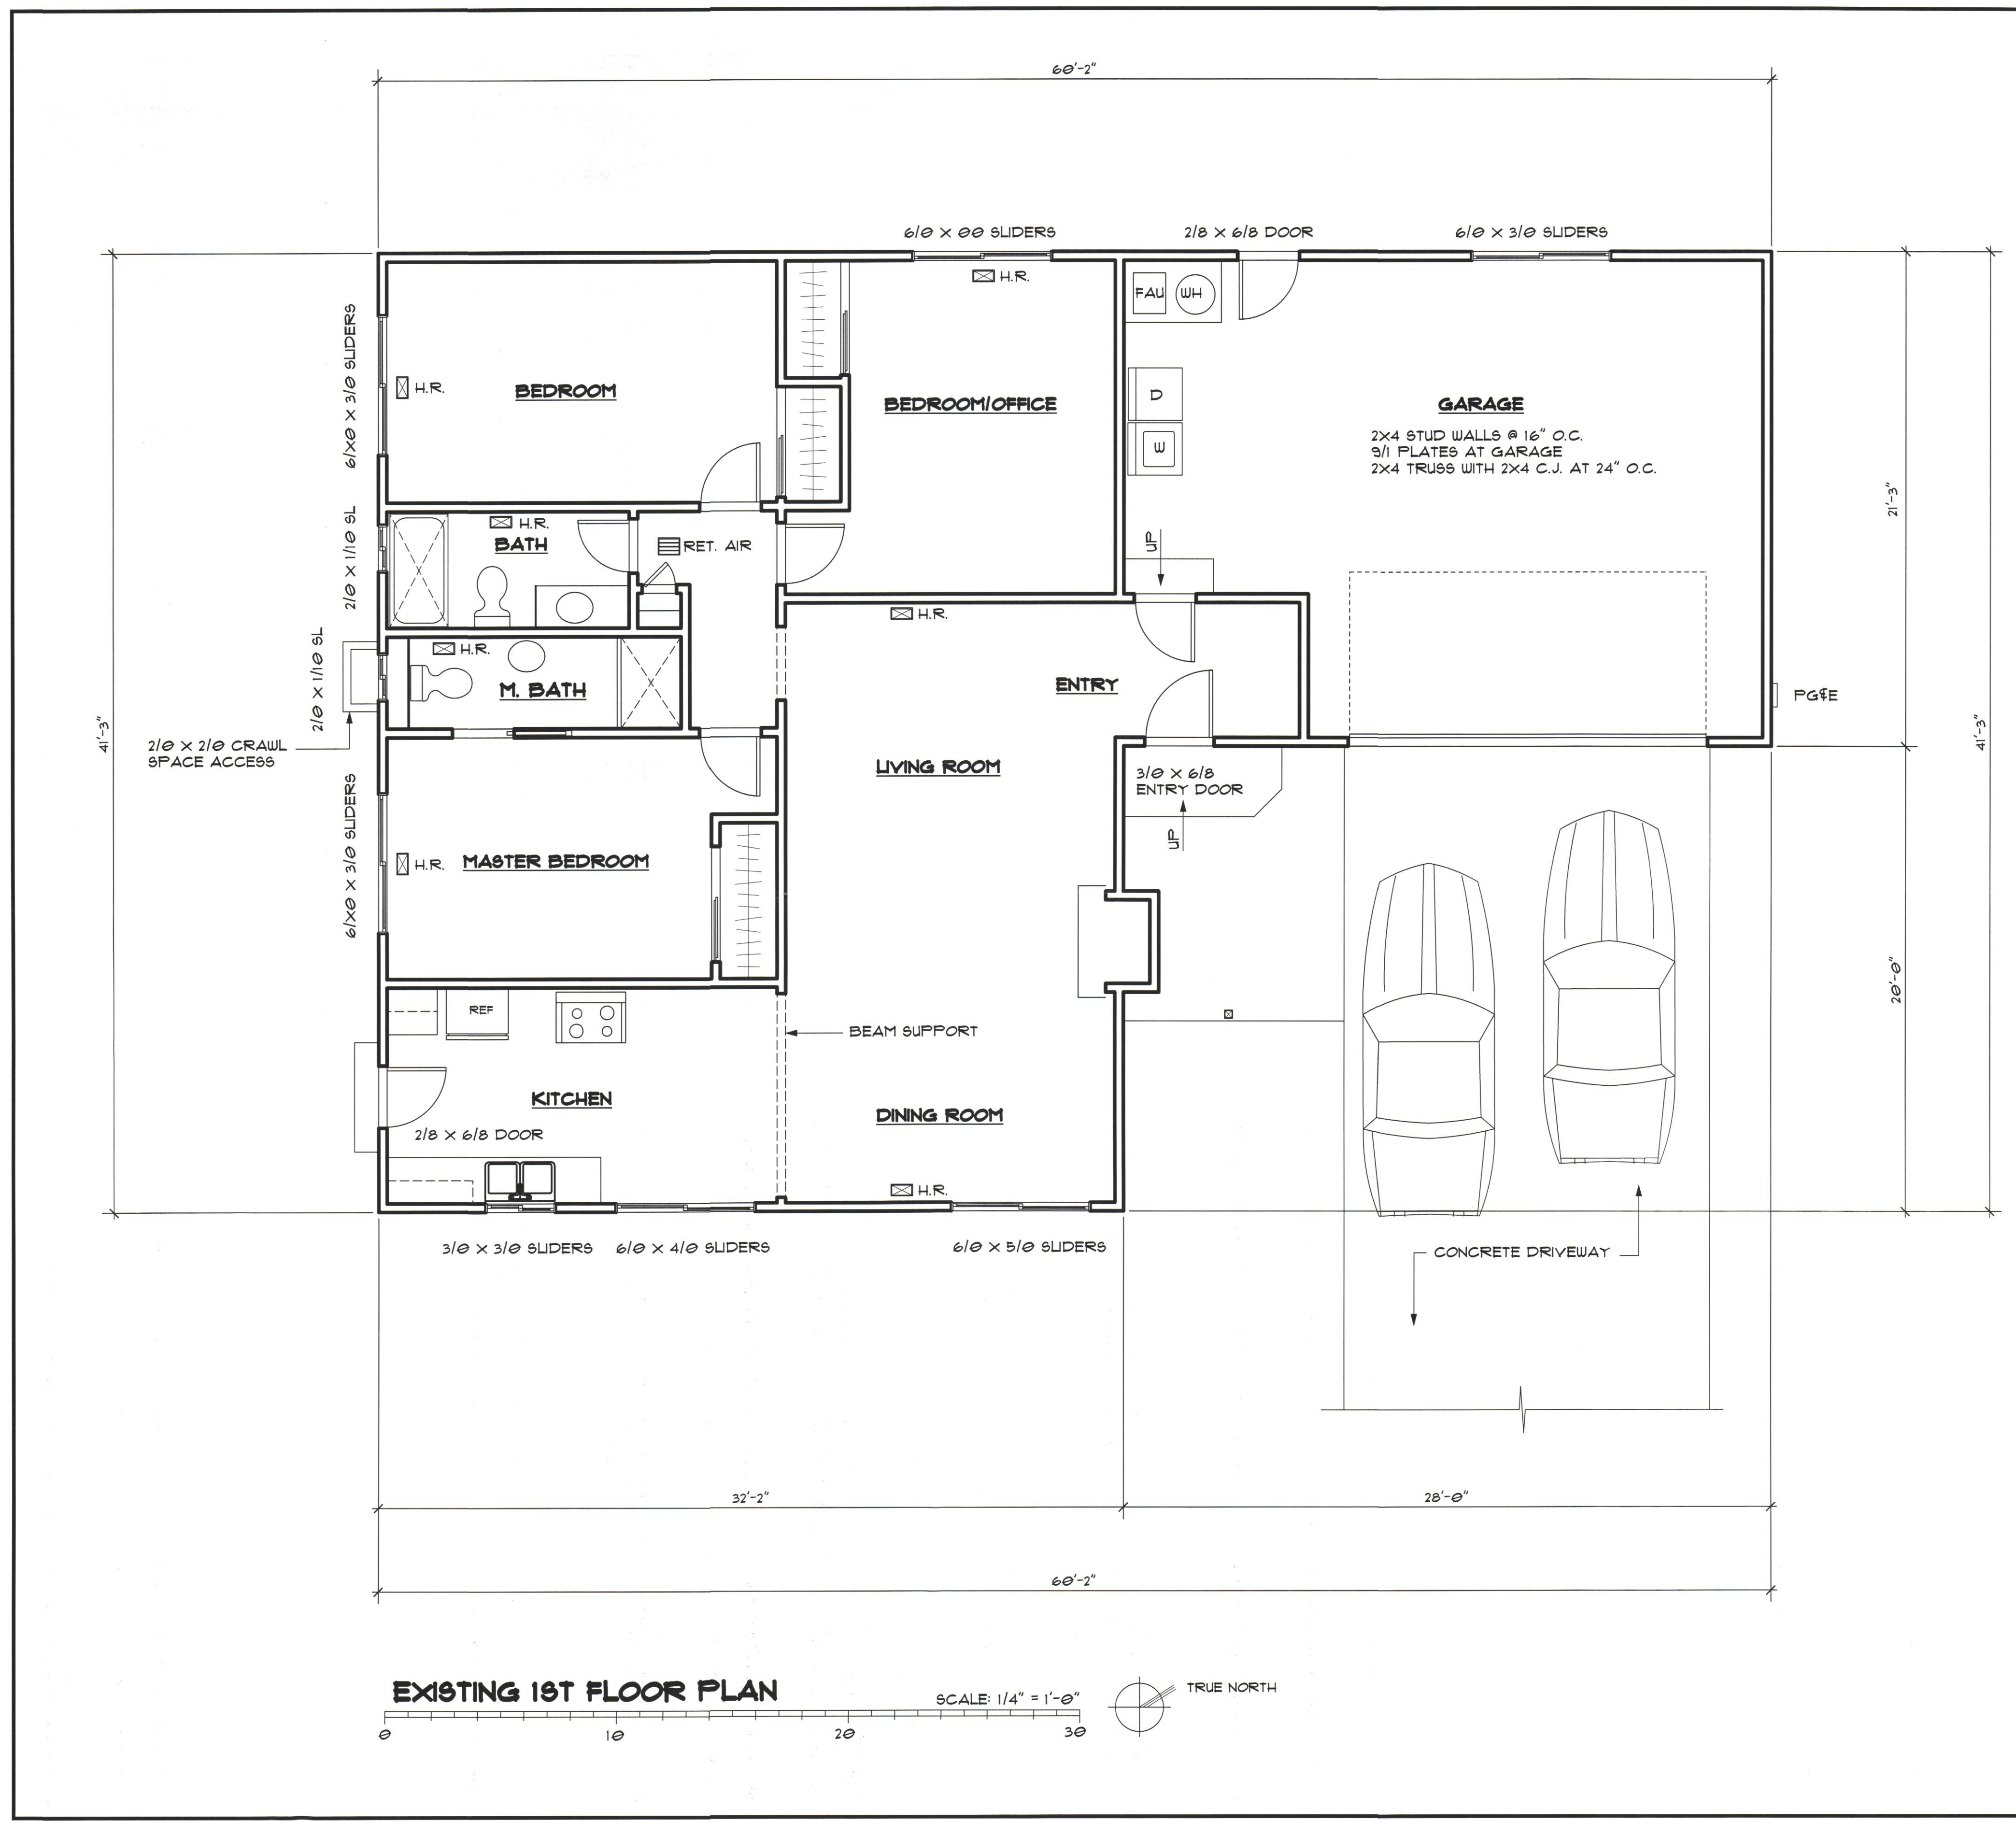 60'-2"
6/0 X 00 SLIDERS
2/8 X 6/8 DOOR
6/0 X 3/0 SLIDERS
H.R.
FAU
WH
6/X0 X 3/0 SLIDERS
H.R.
BEDROOM
BEDROOM/OFFICE
D
W
GARAGE
2X4 STUD WALLS @ 16" O.C.
9/1 PLATES AT GARAGE
2X4 TRUSS WITH 2X4 C.J. AT 24" O.C.
21'-3"
2/0 X 1/10 SL
H.R.
BATH
RET. AIR
UP
H.R.
2/0 X 1/10 SL
H.R.
M. BATH
ENTRY
PG&E
41'-3"
41'-3"
2/0 X 2/0 CRAWL
SPACE ACCESS
LIVING ROOM
3/0 X 6/8
ENTRY DOOR
UP
6/X0 X 3/0 SLIDERS
H.R.
MASTER BEDROOM
20'-0"
REF
BEAM SUPPORT
KITCHEN
DINING ROOM
2/8 X 6/8 DOOR
H.R.
3/0 X 3/0 SLIDERS
6/0 X 4/0 SLIDERS
6/0 X 5/0 SLIDERS
CONCRETE DRIVEWAY
32'-2"
28'-0"
60'-2"
EXISTING 1ST FLOOR PLAN
SCALE: 1/4" = 1'-0"
TRUE NORTH
0
10
20
30